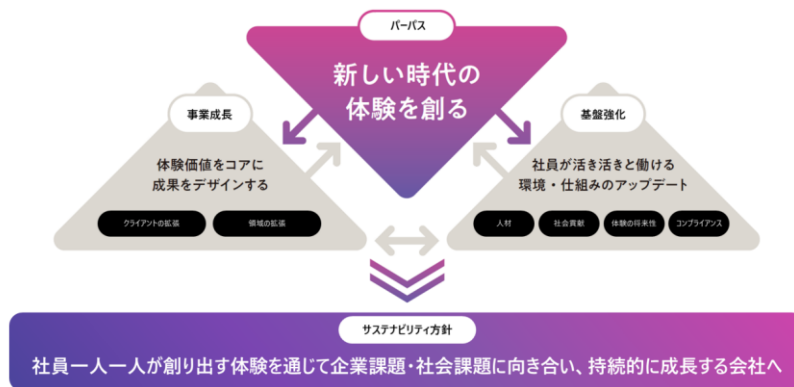 パーパス
新しい時代の
体験を創る
事業成長
体験価値をコアに
成果をデザインする
クライアントの拡張
領域の拡張
基盤強化
社員が活き活きと働ける
環境・仕組みのアップデート
人材
社会貢献
体験の将来性
コンプライアンス
サステナビリティ方針
社員一人一人が創り出す体験を通じて企業課題・社会課題に向き合い、持続的に成長する会社へ